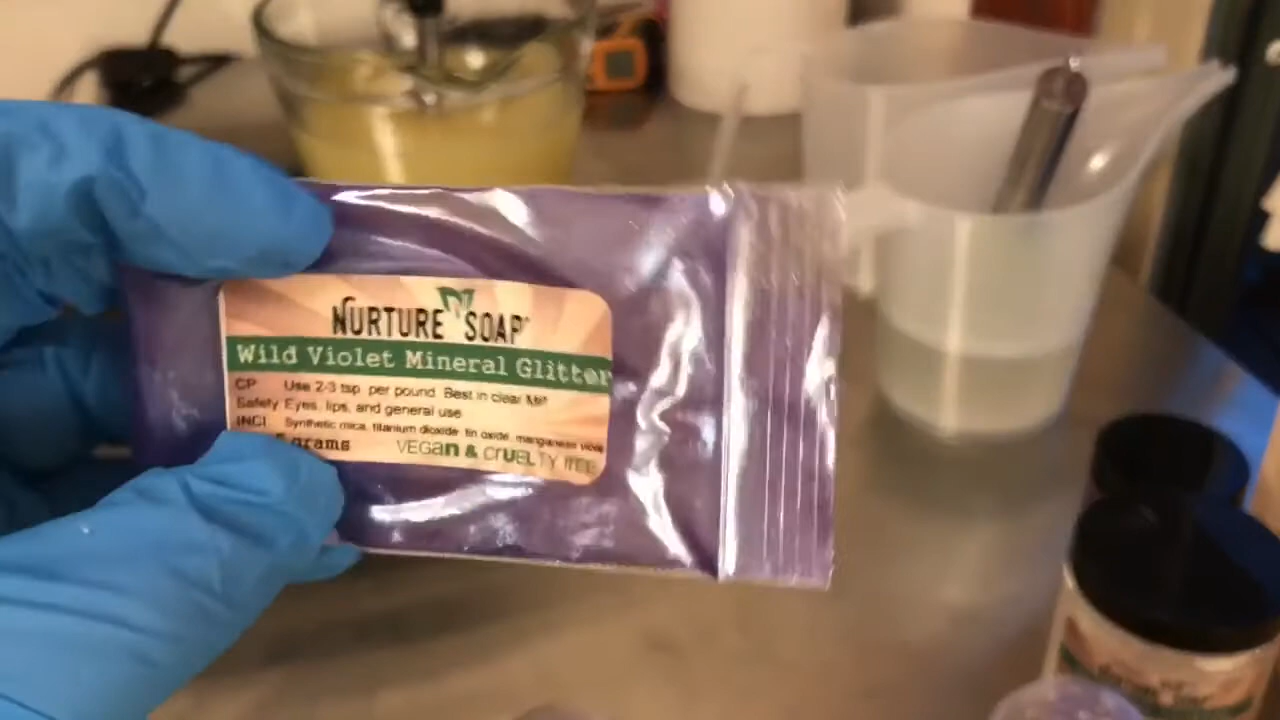 NURTURE SOAP
Wild Violet Mineral Glitter
CP Use 2-3 tsp per pound. Best in clear MP
Safety Eyes, lips, and general use
INCI Synthetic mica, titanium dioxide, tin oxide, manganese
grams VEGan & CrUELTY frEE